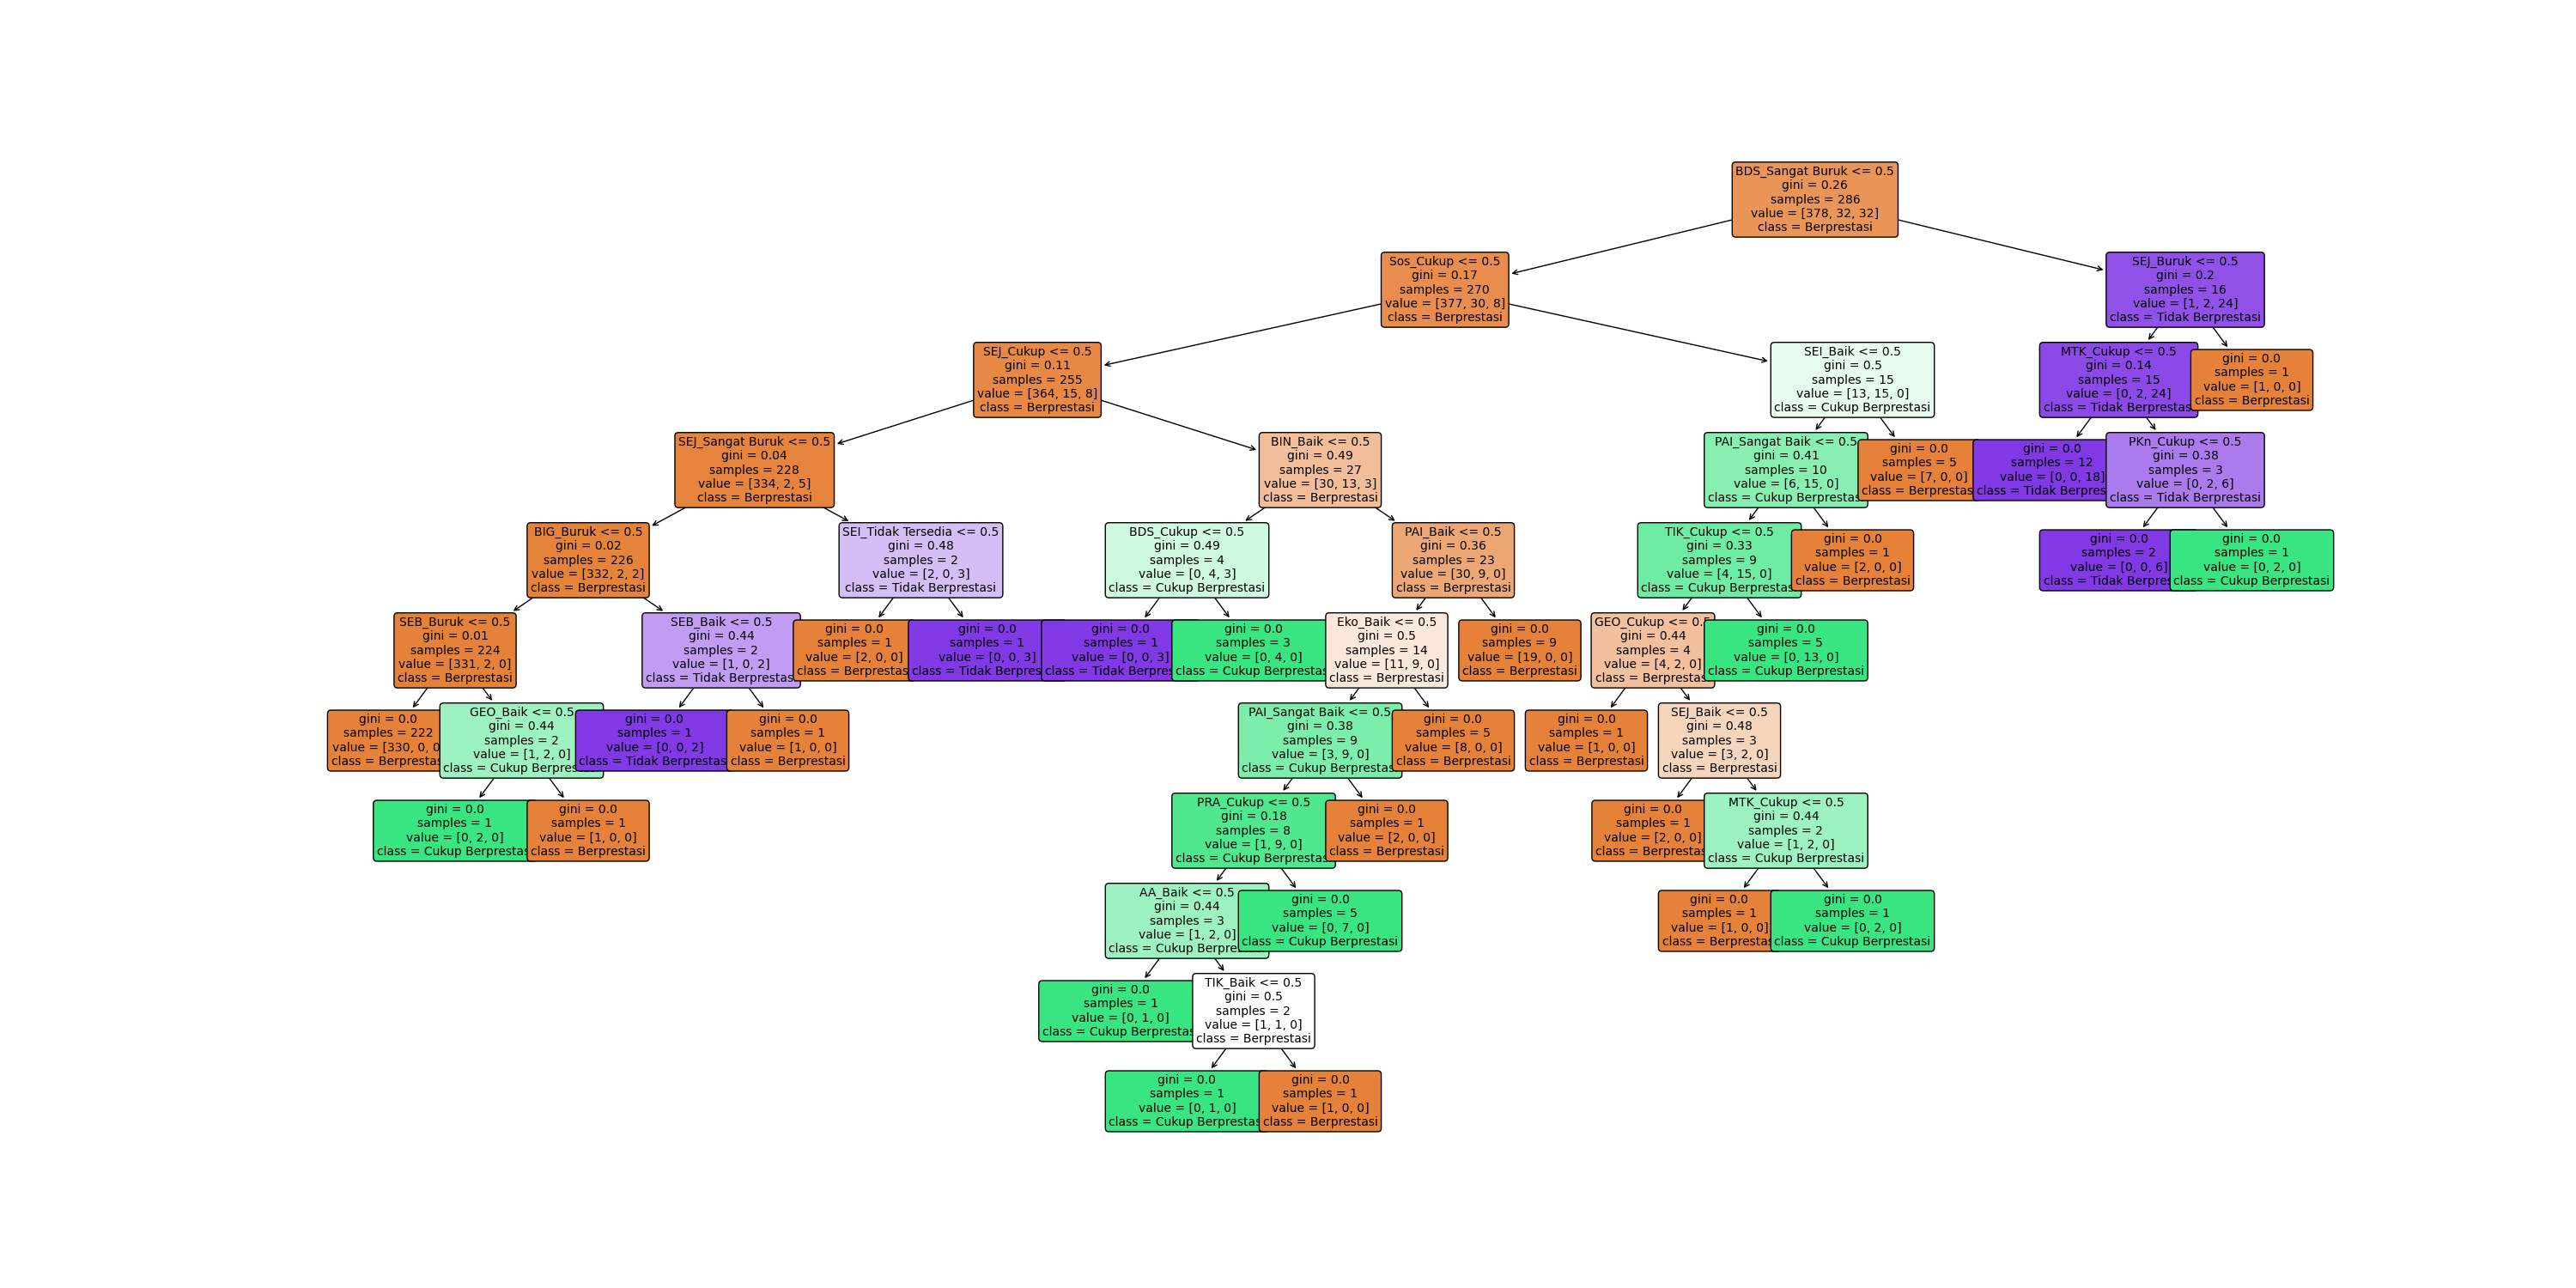 BDS_Sangat Buruk <= 0.5
gini = 0.26
samples = 286
value = [378, 32, 32]
class = Berprestasi
Sos_Cukup <= 0.5
gini = 0.17
samples = 270
value = [377, 30, 8]
class = Berprestasi
SEJ_Buruk <= 0.5
gini = 0.2
samples = 16
value = [1, 2, 24]
class = Tidak Berprestasi
SEJ_Cukup <= 0.5
gini = 0.11
samples = 255
value = [364, 15, 8]
class = Berprestasi
SEI_Baik <= 0.5
gini = 0.5
samples = 15
value = [13, 15, 0]
class = Cukup Berprestasi
MTK_Cukup <= 0.5
gini = 0.14
samples = 15
value = [0, 2, 24]
class = Tidak Berprestas
gini = 0.0
samples = 1
value = [1, 0, 0]
class = Berprestasi
SEJ_Sangat Buruk <= 0.5
gini = 0.04
samples = 228
value = [334, 2, 5]
class = Berprestasi
BIN_Baik <= 0.5
gini = 0.49
samples = 27
value = [30, 13, 3]
class = Berprestasi
PAI_Sangat Baik <= 0.5
gini = 0.41
samples = 10
value = [6, 15, 0]
class = Cukup Berprestas
gini = 0.0
samples = 5
value = [7, 0, 0]
class = Berprestas
gini = 0.0
samples = 12
value = [0, 0, 18]
class = Tidak Berpres
PKn_Cukup <= 0.5
gini = 0.38
samples = 3
value = [0, 2, 6]
class = Tidak Berprestasi
BIG_Buruk <= 0.5
gini = 0.02
samples = 226
value = [332, 2, 2]
class = Berprestasi
SEI_Tidak Tersedia <= 0.5
gini = 0.48
samples = 2
value = [2, 0, 3]
class = Tidak Berprestasi
BDS_Cukup <= 0.5
gini = 0.49
samples = 4
value = [0, 4, 3]
class = Cukup Berprestasi
PAI_Baik <= 0.5
gini = 0.36
samples = 23
value = [30, 9, 0]
class = Berprestasi
TIK_Cukup <= 0.5
gini = 0.33
samples = 9
value = [4, 15, 0]
class = Cukup Berprestas
gini = 0.0
samples = 1
value = [2, 0, 0]
class = Berprestasi
gini = 0.0
samples = 2
value = [0, 0, 6]
class = Tidak Berpres
gini = 0.0
samples = 1
value = [0, 2, 0]
class = Cukup Berprestasi
SEB_Buruk <= 0.5
gini = 0.01
samples = 224
value = [331, 2, 0]
class = Berprestasi
SEB_Baik <= 0.5
gini = 0.44
samples = 2
value = [1, 0, 2]
class = Tidak Berprestas
gini = 0.0
samples = 1
value = [2, 0, 0]
class = Berprestas
gini = 0.0
samples = 1
value = [0, 0, 3]
class = Tidak Berpres
gini = 0.0
samples = 1
value = [0, 0, 3]
class = Tidak Berpres
gini = 0.0
samples = 3
value = [0, 4, 0]
class = Cukup Berprestas
Eko_Baik <= 0.5
gini = 0.5
samples = 14
value = [11, 9, 0]
class = Berprestasi
gini = 0.0
samples = 9
value = [19, 0, 0]
class = Berprestasi
GEO_Cukup <= 0.5
gini = 0.44
samples = 4
value = [4, 2, 0]
class = Berprestas
gini = 0.0
samples = 5
value = [0, 13, 0]
class = Cukup Berprestasi
gini = 0.0
samples = 222
value = [330, 0, 0
class = Berprestas
GEO_Baik <= 0.5
gini = 0.44
samples = 2
value = [1, 2, 0]
class = Cukup Berpres
gini = 0.0
samples = 1
value = [0, 0, 2]
class = Tidak Berprestas
gini = 0.0
samples = 1
value = [1, 0, 0]
class = Berprestasi
PAI_Sangat Baik <= 0.5
gini = 0.38
samples = 9
value = [3, 9, 0]
class = Cukup Berprestas
gini = 0.0
samples = 5
value = [8, 0, 0]
class = Berprestasi
gini = 0.0
samples = 1
value = [1, 0, 0]
class = Berprestasi
SEJ_Baik <= 0.5
gini = 0.48
samples = 3
value = [3, 2, 0]
class = Berprestasi
gini = 0.0
samples = 1
value = [0, 2, 0]
class = Cukup Berprestas
gini = 0.0
samples = 1
value = [1, 0, 0]
class = Berprestasi
PRA_Cukup <= 0.5
gini = 0.18
samples = 8
value = [1, 9, 0]
class = Cukup Berprestas
gini = 0.0
samples = 1
value = [2, 0, 0]
class = Berprestasi
gini = 0.0
samples = 1
value = [2, 0, 0]
class = Berprestas
MTK_Cukup <= 0.5
gini = 0.44
samples = 2
value = [1, 2, 0]
class = Cukup Berprestasi
AA_Baik <= 0.5
gini = 0.44
samples = 3
value = [1, 2, 0]
class = Cukup Berpre
gini = 0.0
samples = 5
value = [0, 7, 0]
class = Cukup Berprestasi
gini = 0.0
samples = 1
value = [1, 0, 0]
class = Berprestas
gini = 0.0
samples = 1
value = [0, 2, 0]
class = Cukup Berprestasi
gini = 0.0
samples = 1
value = [0, 1, 0]
class = Cukup Berprestas
TIK_Baik <= 0.5
gini = 0.5
samples = 2
value = [1, 1, 0]
class = Berprestasi
gini = 0.0
samples = 1
value = [0, 1, 0]
class = Cukup Berprestas
gini = 0.0
samples = 1
value = [1, 0, 0]
class = Berprestasi